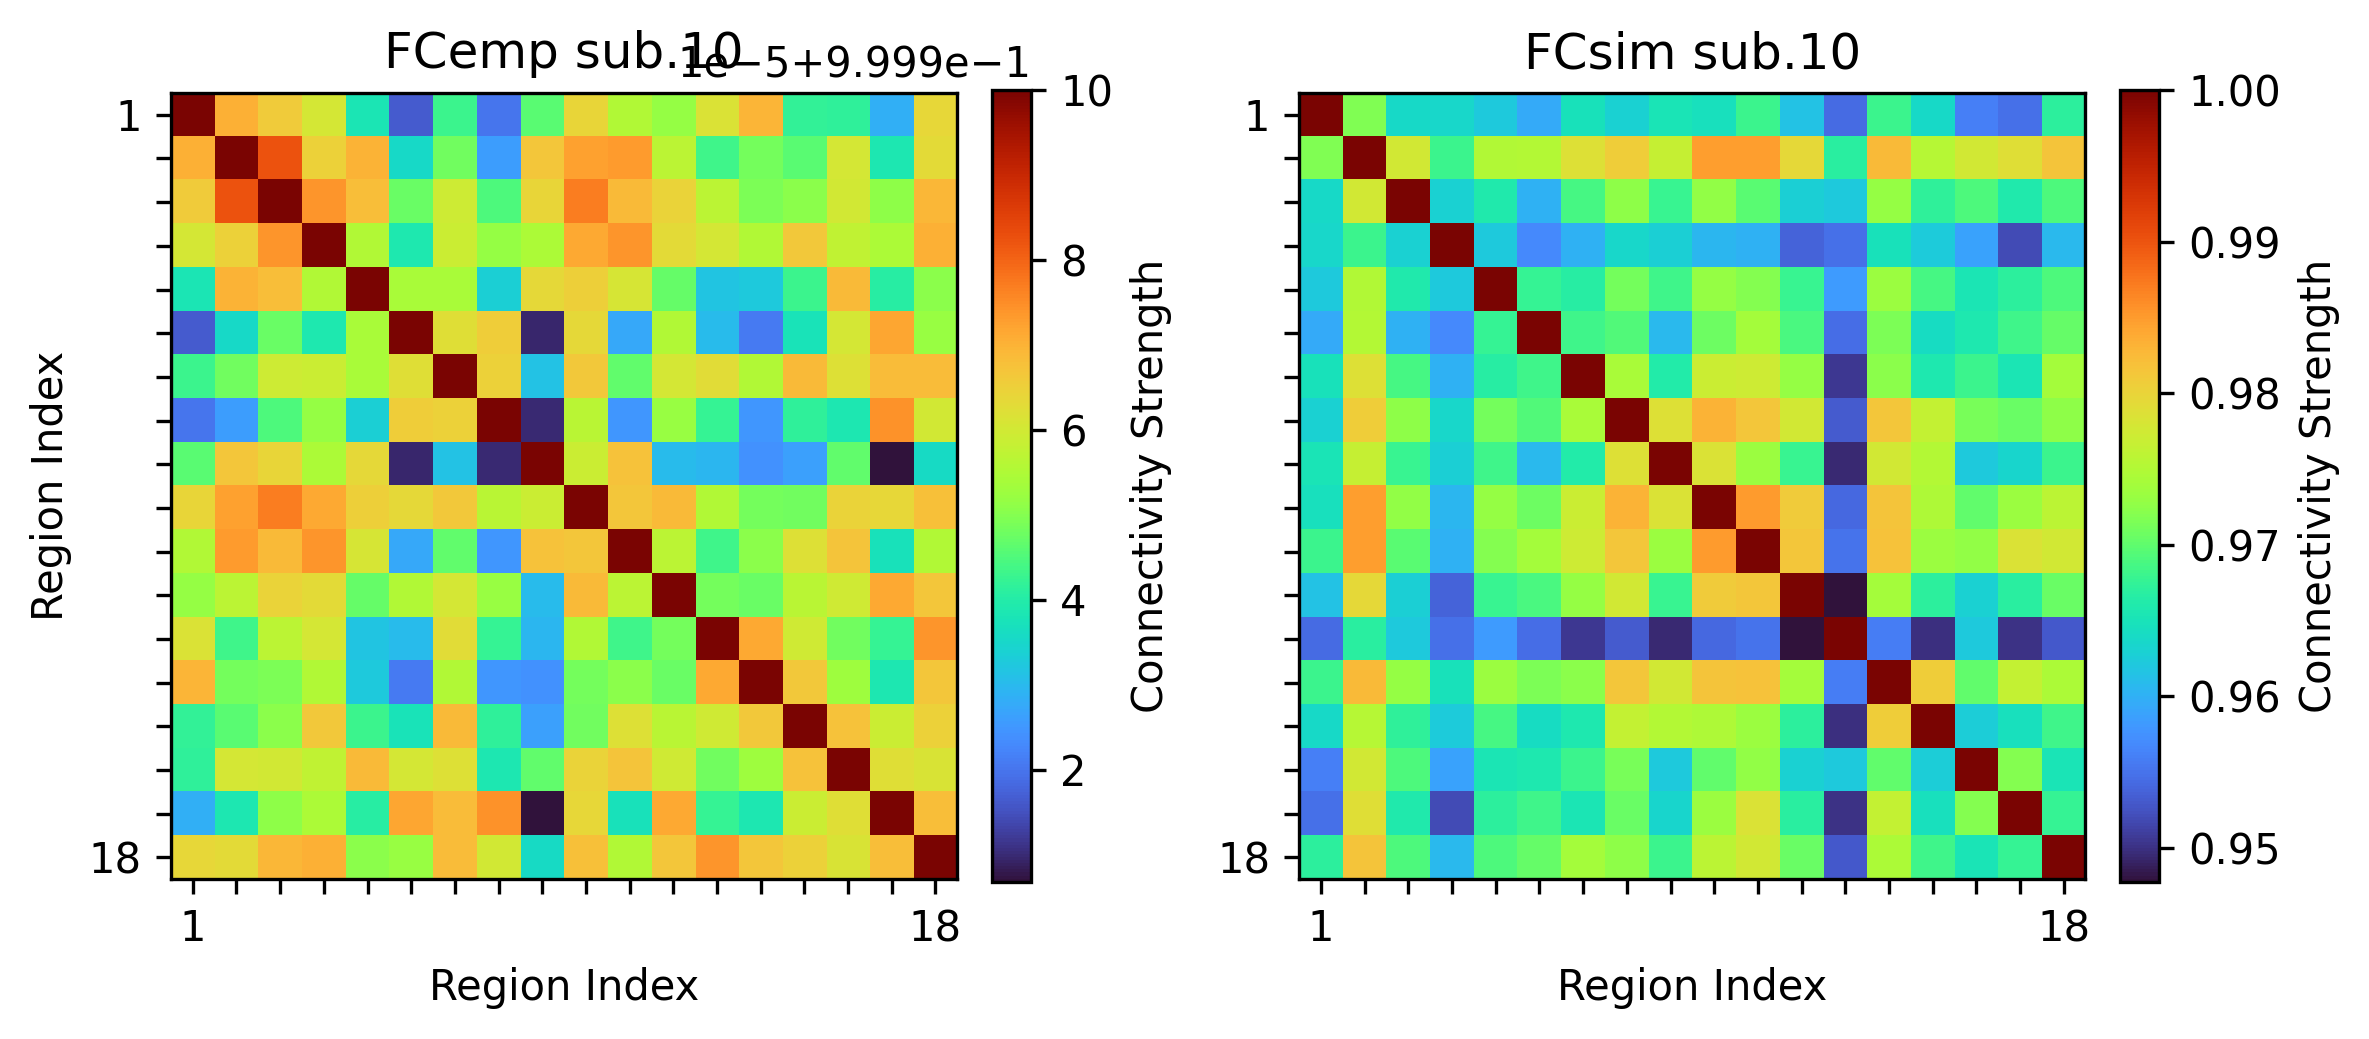 FCemp sub.10
1e−5+9.999e−1
FCsim sub.10
1
18
Region Index
1
18
Region Index
10
8
6
4
2
Connectivity Strength
1
18
1
18
Region Index
1.00
0.99
0.98
0.97
0.96
0.95
Connectivity Strength